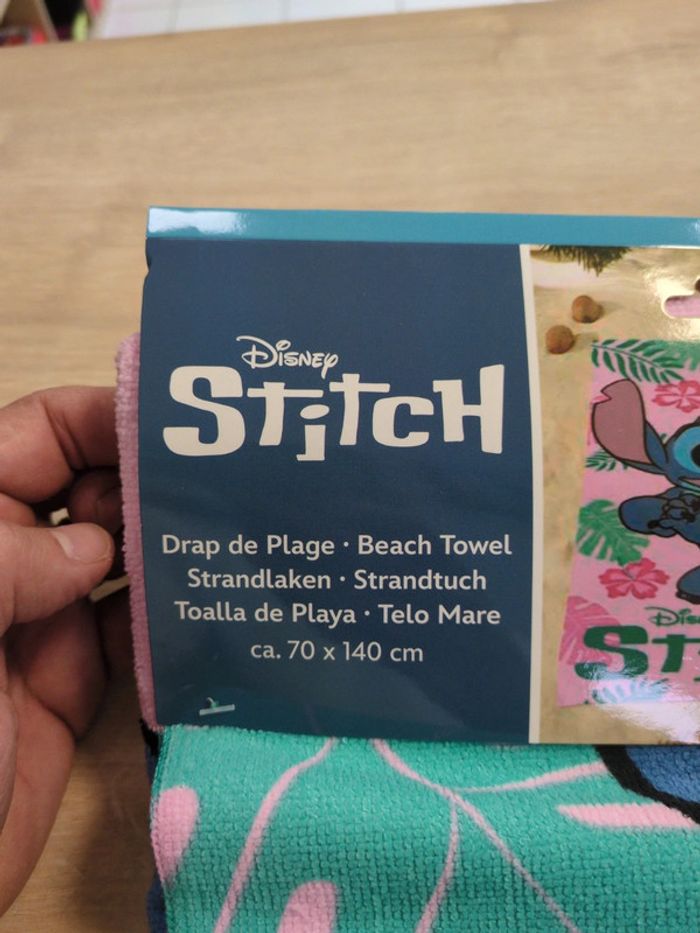 Disney
Stitch
Drap de Plage · Beach Towel
Strandlaken · Strandtuch
Toalla de Playa · Telo Mare
ca. 70 x 140 cm